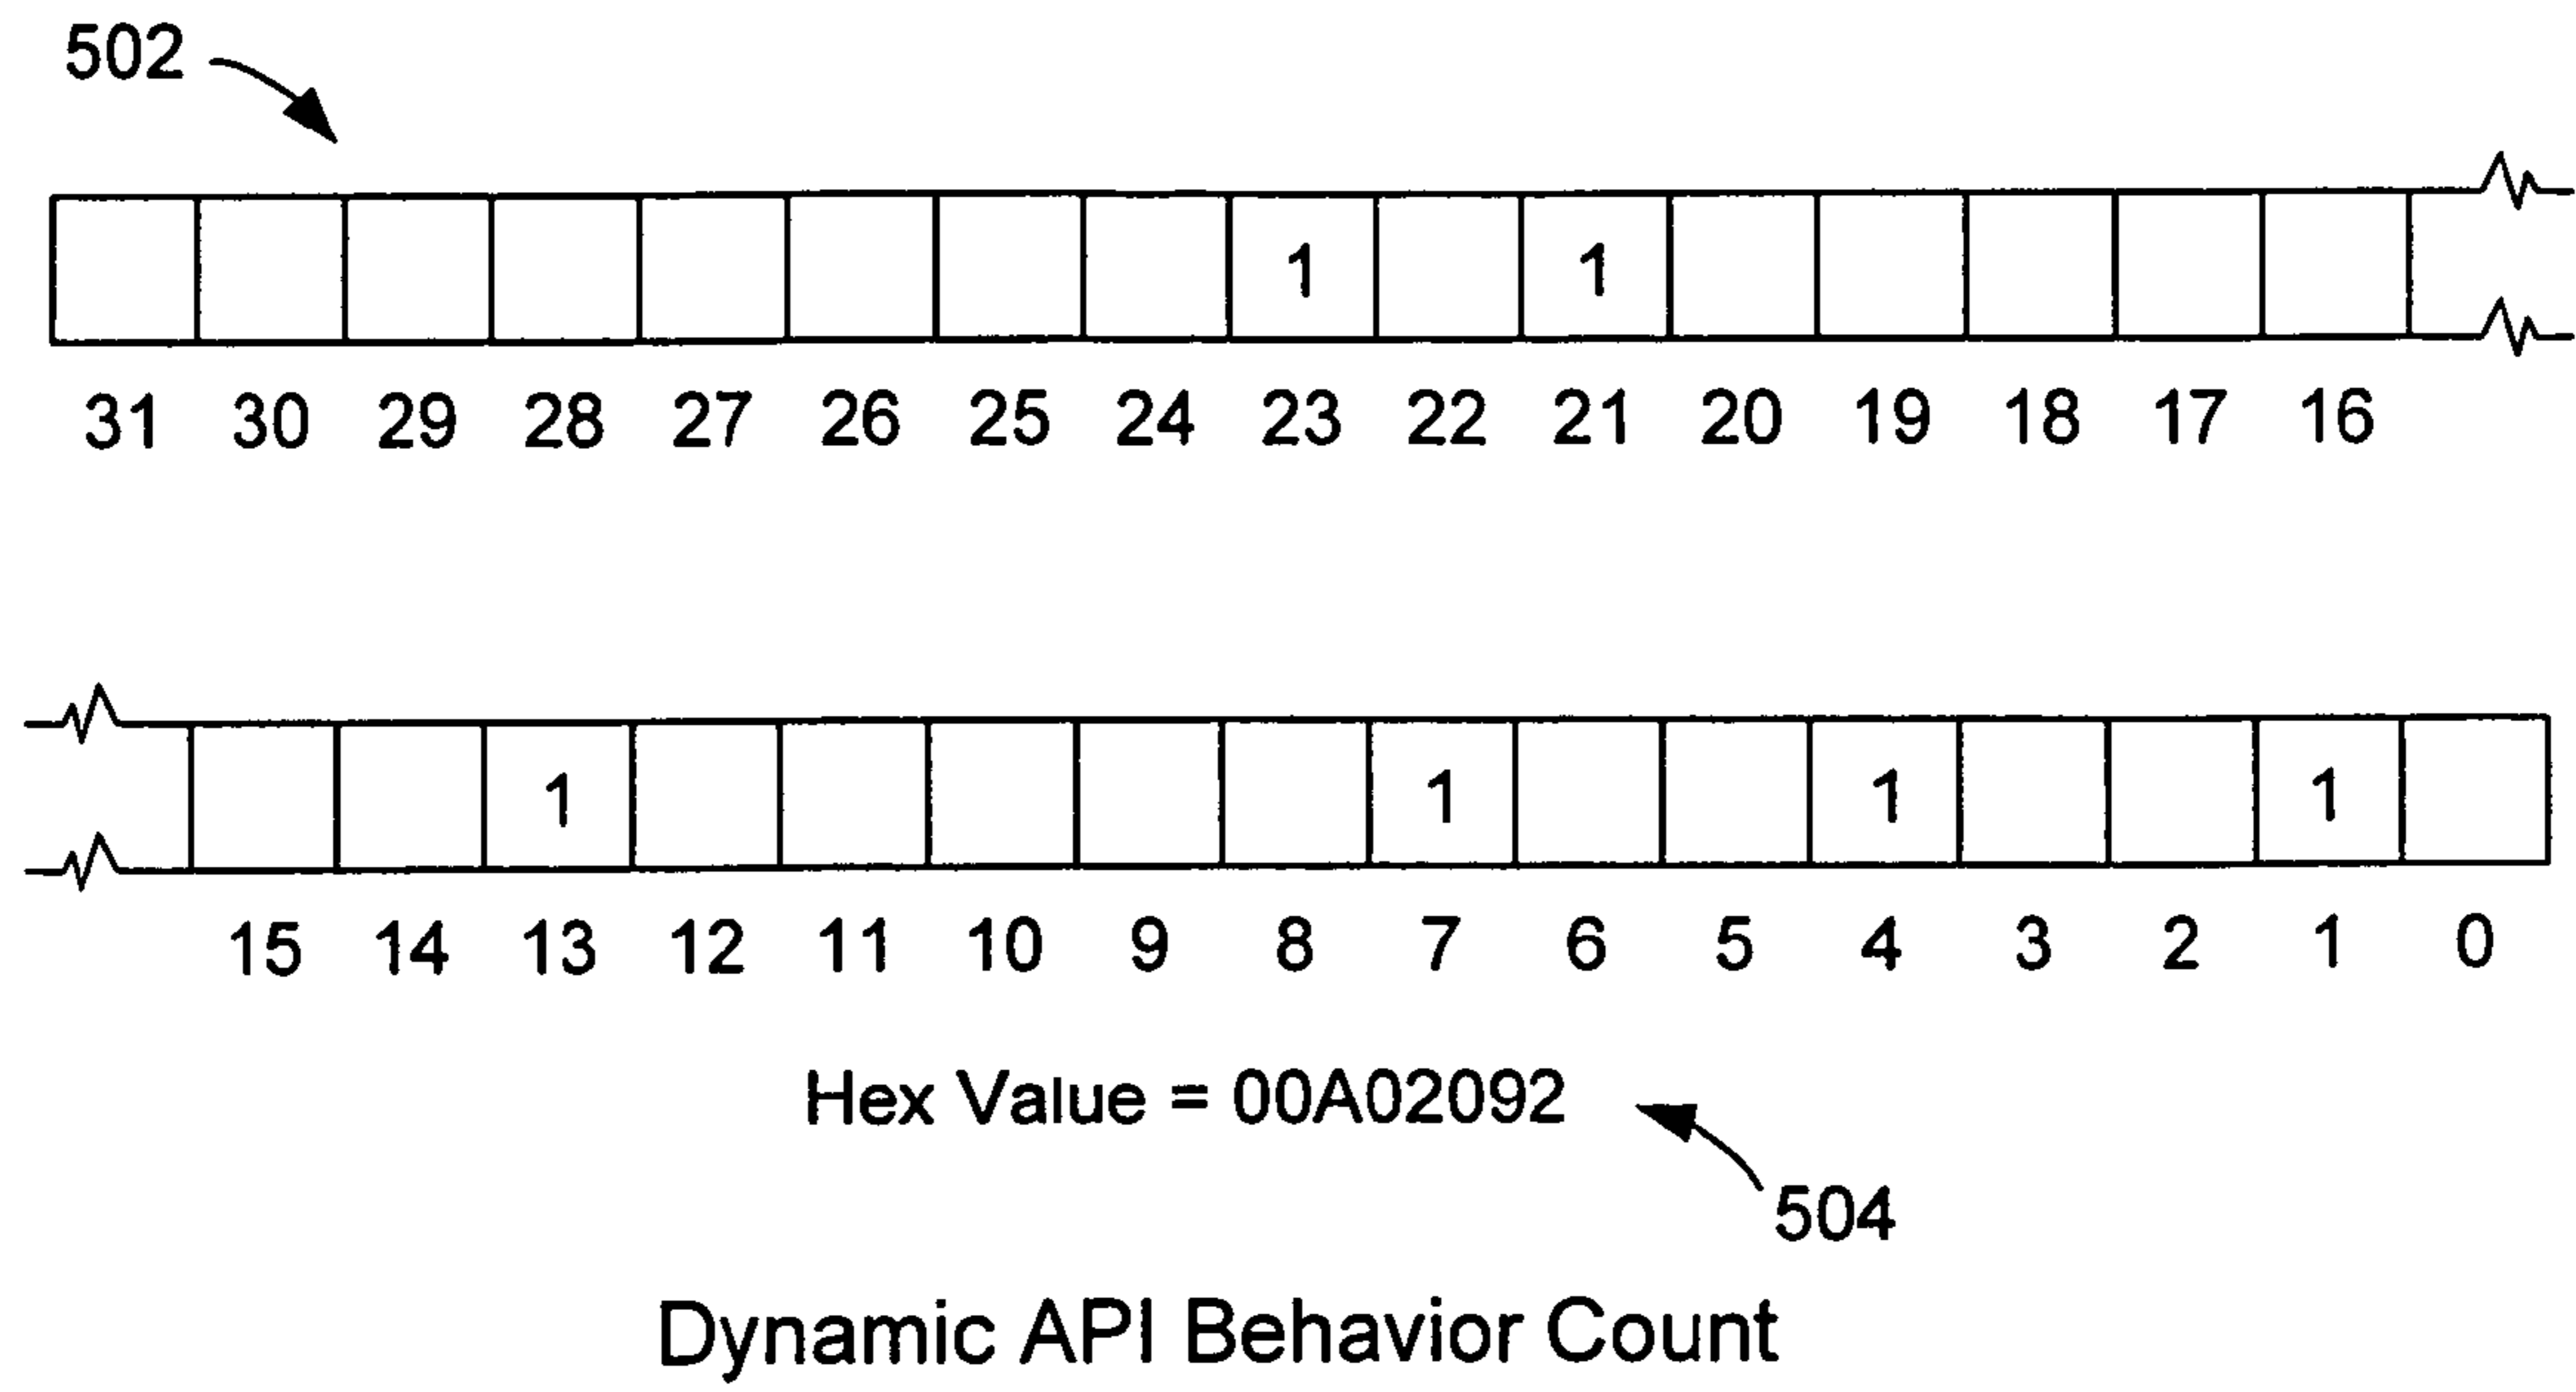 502
1 1
31 30 29 28 27 26 25 24 23 22 21 20 19 18 17 16
1 1 1 1
15 14 13 12 11 10 9 8 7 6 5 4 3 2 1 0
Hex Value = 00A02092
504
Dynamic API Behavior Count